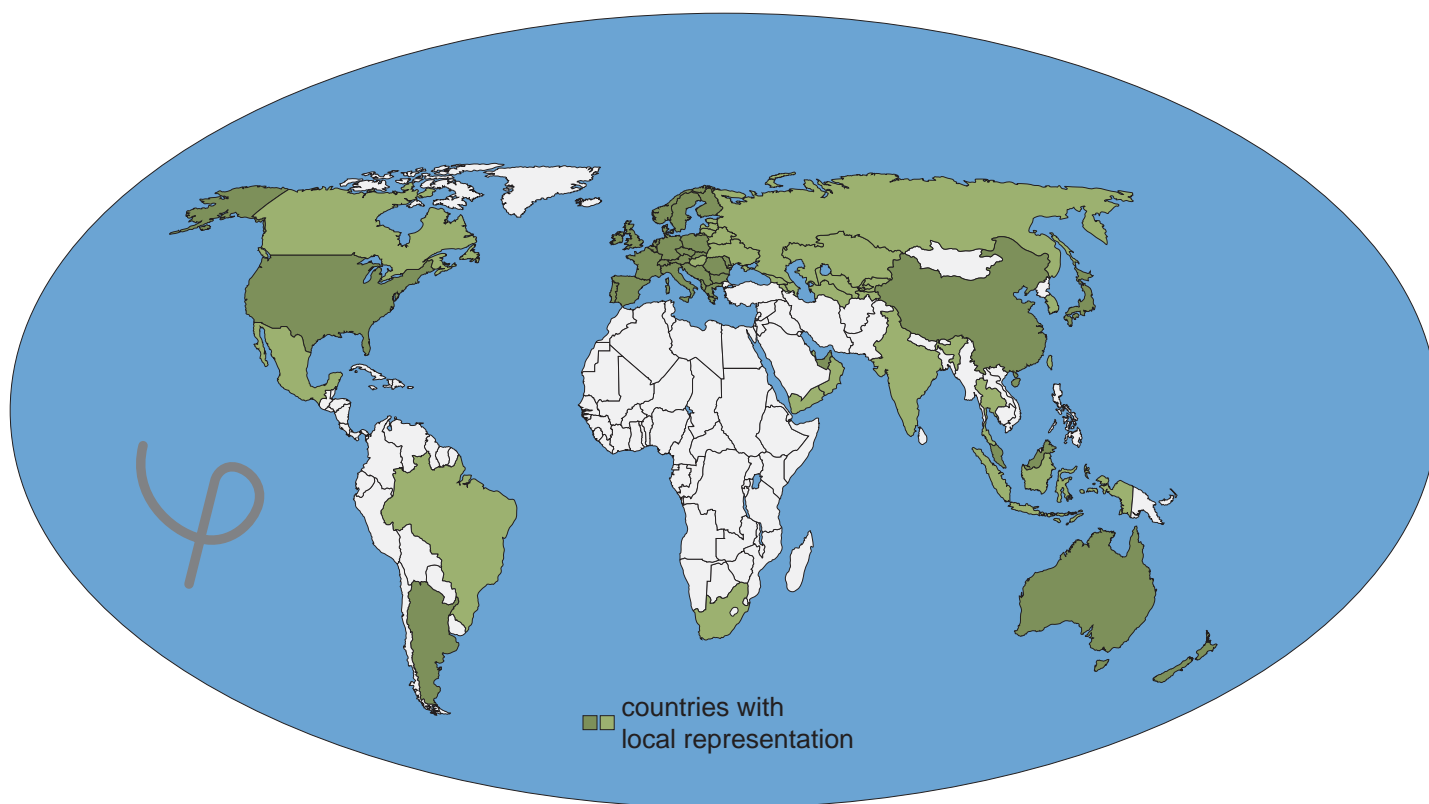 φ
countries with
local representation